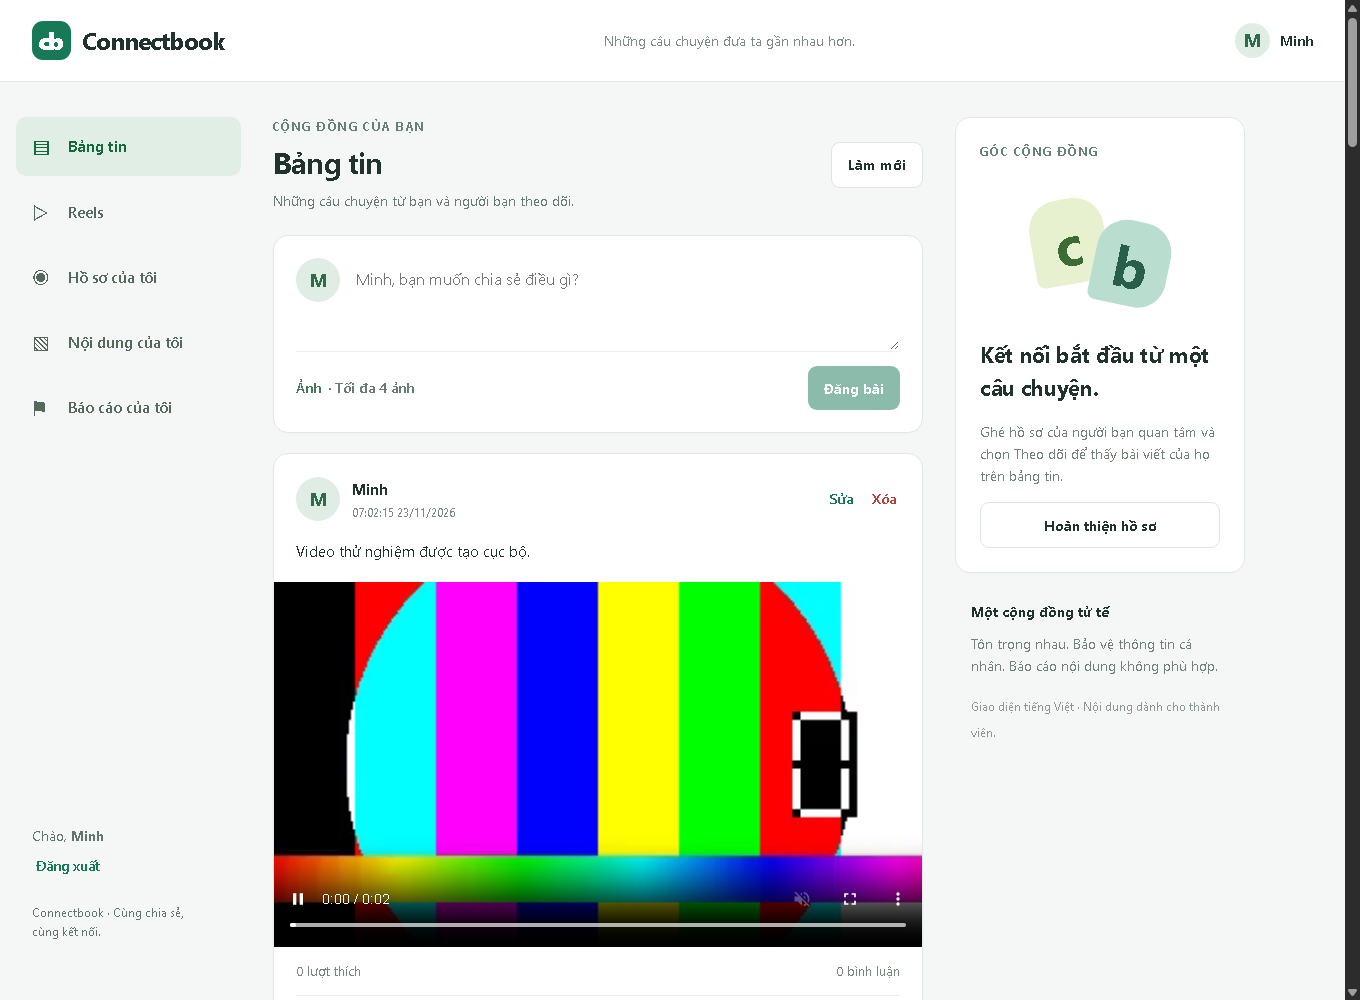 Connectbook
Những câu chuyện đưa ta gần nhau hơn.
M
Minh
Bảng tin
Reels
Hồ sơ của tôi
Nội dung của tôi
Báo cáo của tôi
Chào, Minh
Đăng xuất
Connectbook · Cùng chia sẻ,
cùng kết nối.
CỘNG ĐỒNG CỦA BẠN
Bảng tin
Những câu chuyện từ bạn và người bạn theo dõi.
Làm mới
M
Minh, bạn muốn chia sẻ điều gì?
Ảnh · Tối đa 4 ảnh
Đăng bài
M
Minh
07:02:15 23/11/2026
Sửa
Xóa
Video thử nghiệm được tạo cục bộ.
0:00 / 0:02
0 lượt thích
0 bình luận
GÓC CỘNG ĐỒNG
c
b
Kết nối bắt đầu từ một
câu chuyện.
Ghé hồ sơ của người bạn quan tâm và
chọn Theo dõi để thấy bài viết của họ
trên bảng tin.
Hoàn thiện hồ sơ
Một cộng đồng tử tế
Tôn trọng nhau. Bảo vệ thông tin cá
nhân. Báo cáo nội dung không phù hợp.
Giao diện tiếng Việt · Nội dung dành cho thành
viên.